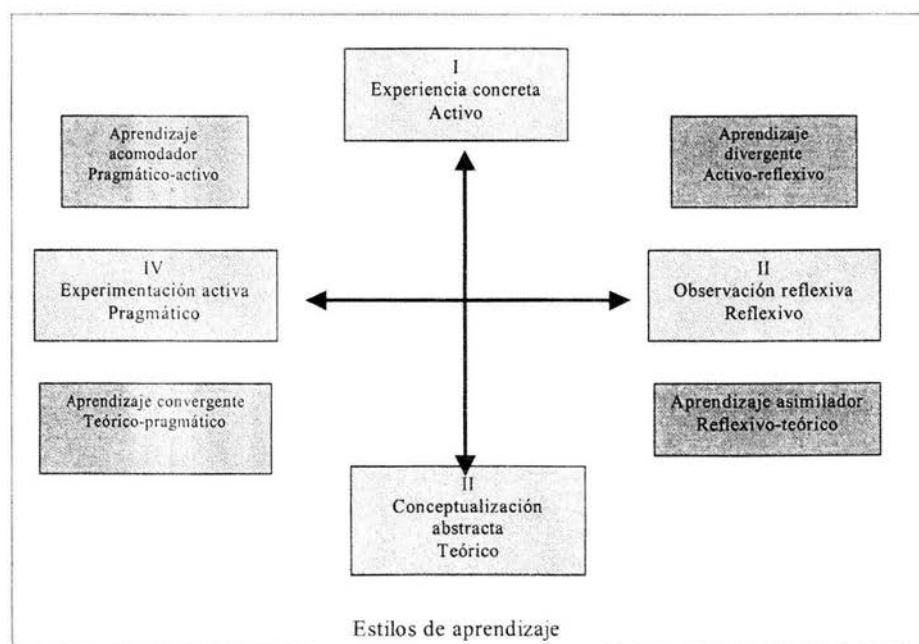 I
Experiencia concreta
Activo
Aprendizaje
acomodador
Pragmático-activo
Aprendizaje
divergente
Activo-reflexivo
IV
Experimentación activa
Pragmático
II
Observación reflexiva
Reflexivo
Aprendizaje convergente
Teórico-pragmático
Aprendizaje asimilador
Reflexivo-teórico
II
Conceptualización
abstracta
Teórico
Estilos de aprendizaje